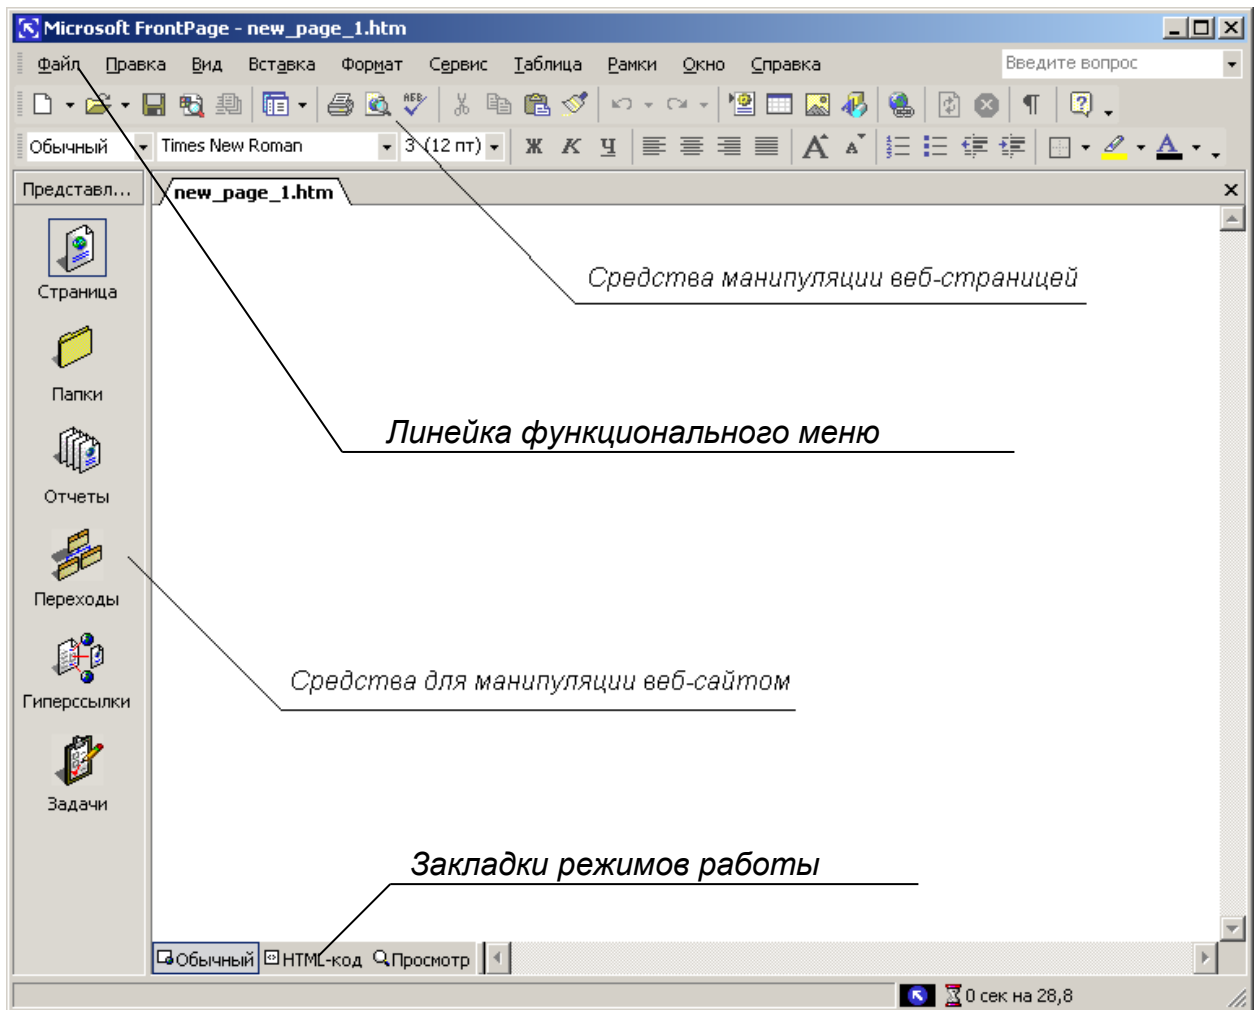 Microsoft FrontPage - new_page_1.htm
Файл Правка Вид Вставка Формат Сервис Таблица Рамки Окно Справка Введите вопрос
АБВ
Обычный Times New Roman 3 (12 пт) Ж К Ч A A A
Представл... new_page_1.htm
Страница
Средства манипуляции веб-страницей
Папки
Линейка функционального меню
Отчеты
Переходы
Средства для манипуляции веб-сайтом
Гиперссылки
Задачи
Закладки режимов работы
Обычный HTML-код Просмотр
0 сек на 28,8